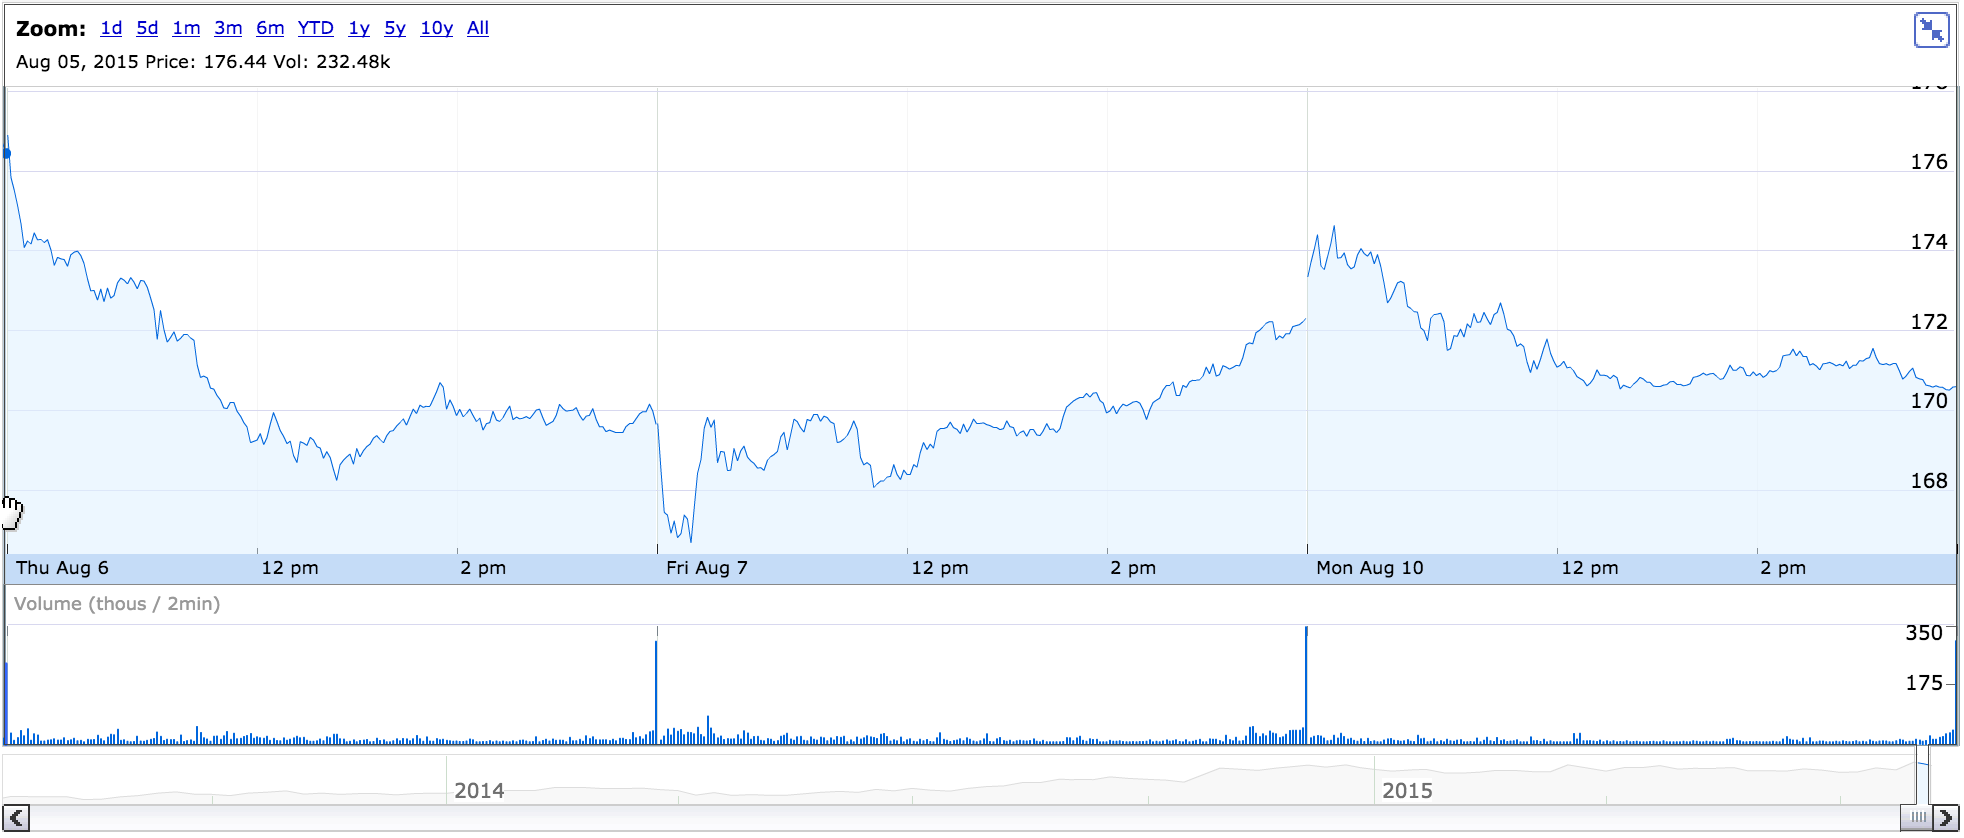 Zoom: 1d 5d 1m 3m 6m YTD 1y 5y 10y All
Aug 05, 2015 Price: 176.44 Vol: 232.48k
176
174
172
170
168
Thu Aug 6 12 pm 2 pm Fri Aug 7 12 pm 2 pm Mon Aug 10 12 pm 2 pm
Volume (thous / 2min)
350
175
2014 2015